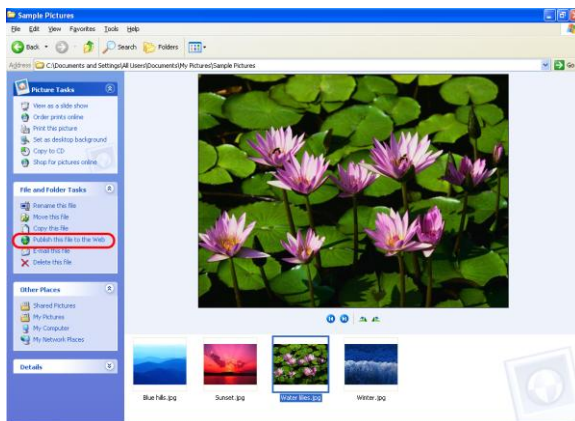 Sample Pictures
File Edit View Favorites Tools Help
Back Search Folders
Address C:\Documents and Settings\All Users\Documents\My Pictures\Sample Pictures Go
Picture Tasks
View as a slide show
Order prints online
Print this picture
Set as desktop background
Copy to CD
Shop for pictures online
File and Folder Tasks
Rename this file
Move this file
Copy this file
Publish this file to the Web
E-mail this file
Delete this file
Other Places
Shared Pictures
My Pictures
My Computer
My Network Places
Details
Blue hills.jpg Sunset.jpg Water lilies.jpg Winter.jpg